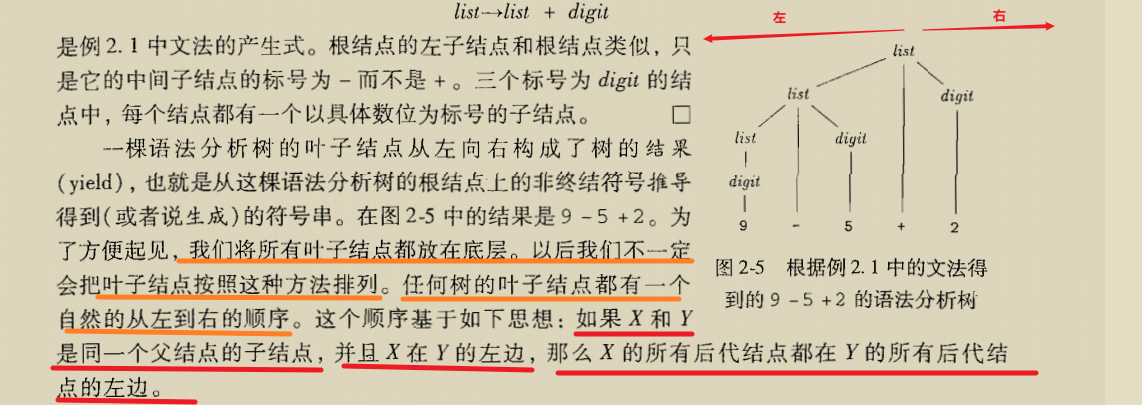 list→list + digit
是例2.1中文法的产生式。根结点的左子结点和根结点类似，只
是它的中间子结点的标号为－而不是＋。三个标号为 digit 的结
点中，每个结点都有一个以具体数位为标号的子结点。 □
一棵语法分析树的叶子结点从左向右构成了树的结果
(yield)，也就是从这棵语法分析树的根结点上的非终结符号推导
得到(或者说生成)的符号串。在图2-5中的结果是9－5＋2。为
了方便起见，我们将所有叶子结点都放在底层。以后我们不一定
会把叶子结点按照这种方法排列。任何树的叶子结点都有一个
自然的从左到右的顺序。这个顺序基于如下思想：如果 X 和 Y
是同一个父结点的子结点，并且 X 在 Y 的左边，那么 X 的所有后代结点都在 Y 的所有后代结
点的左边。
左 右
list
list digit
list digit
digit
9 - 5 + 2
图2-5 根据例2.1中的文法得
到的9－5＋2的语法分析树